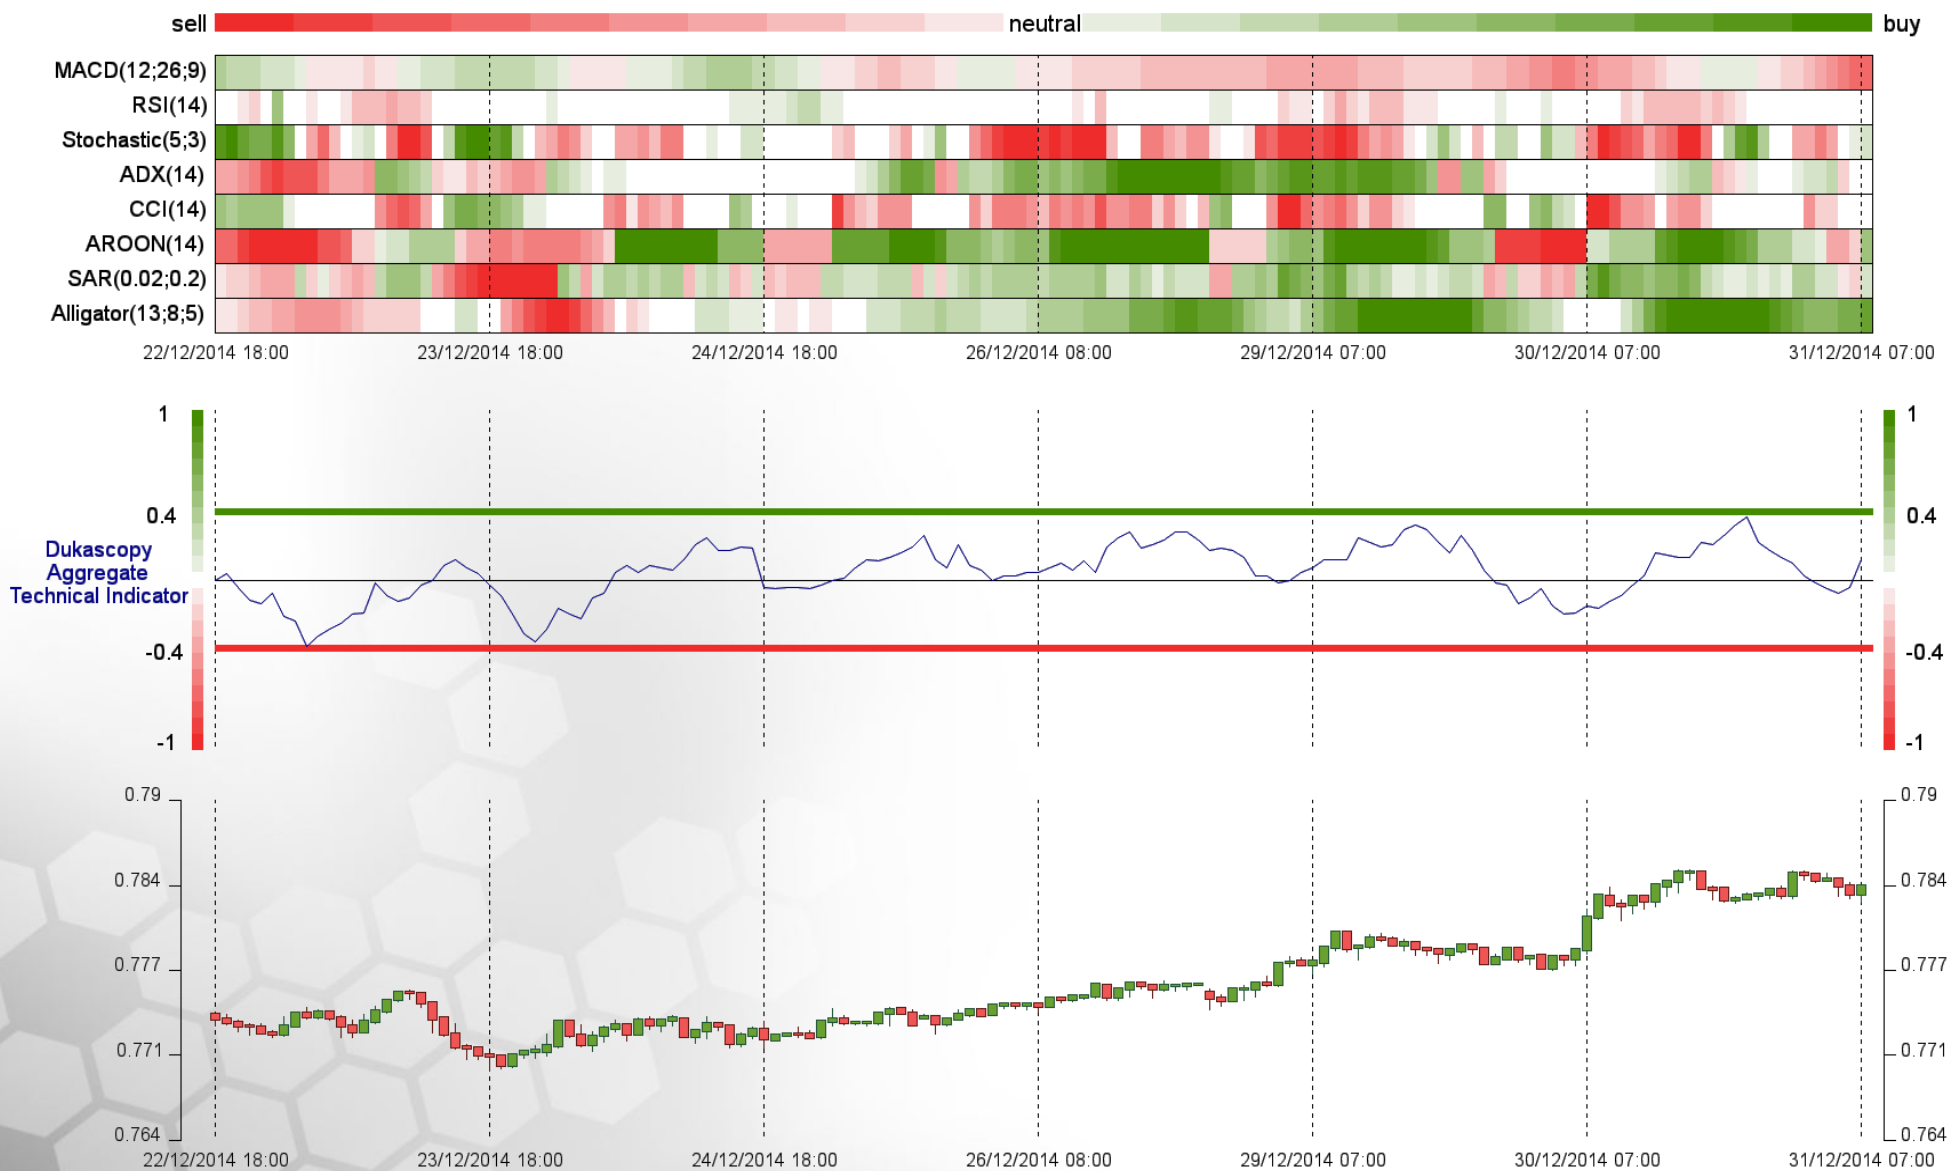 sell neutral buy
MACD(12;26;9)
RSI(14)
Stochastic(5;3)
ADX(14)
CCI(14)
AROON(14)
SAR(0.02;0.2)
Alligator(13;8;5)
22/12/2014 18:00 23/12/2014 18:00 24/12/2014 18:00 26/12/2014 08:00 29/12/2014 07:00 30/12/2014 07:00 31/12/2014 07:00
1 1
0.4 0.4
Dukascopy
Aggregate
Technical Indicator
-0.4 -0.4
-1 -1
0.79 0.79
0.784 0.784
0.777 0.777
0.771 0.771
0.764 0.764
22/12/2014 18:00 23/12/2014 18:00 24/12/2014 18:00 26/12/2014 08:00 29/12/2014 07:00 30/12/2014 07:00 31/12/2014 07:00